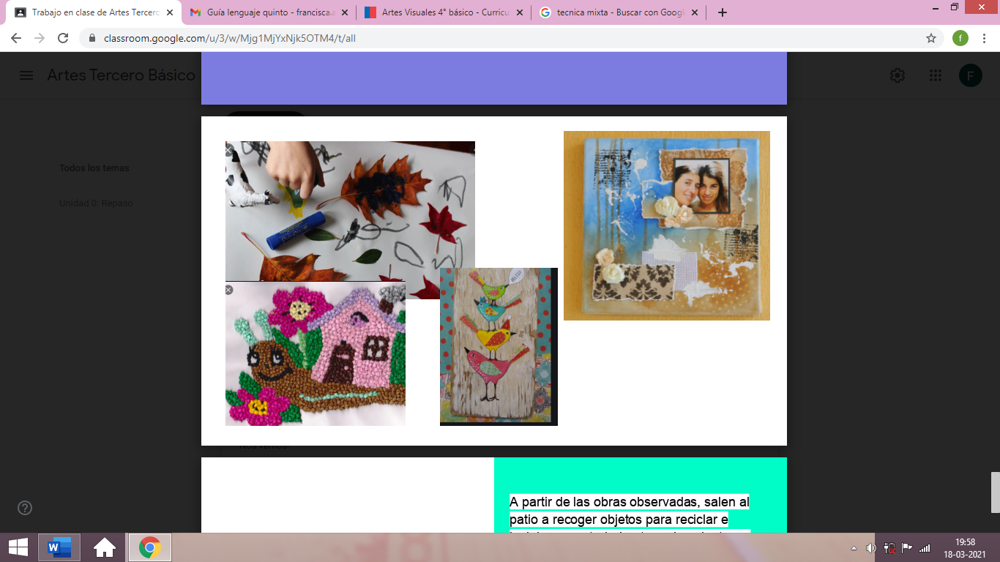 Trabajo en clase de Artes Tercero
Guía lenguaje quinto - francisca.a
Artes Visuales 4° básico - Curricu
tecnica mixta - Buscar con Googl
classroom.google.com/u/3/w/Mjg1MjYxNjk5OTM4/t/all
f
Artes Tercero Básico
F
Todos los temas
Unidad 0: Repaso
A partir de las obras observadas, salen al
patio a recoger objetos para reciclar e
19:58
18-03-2021